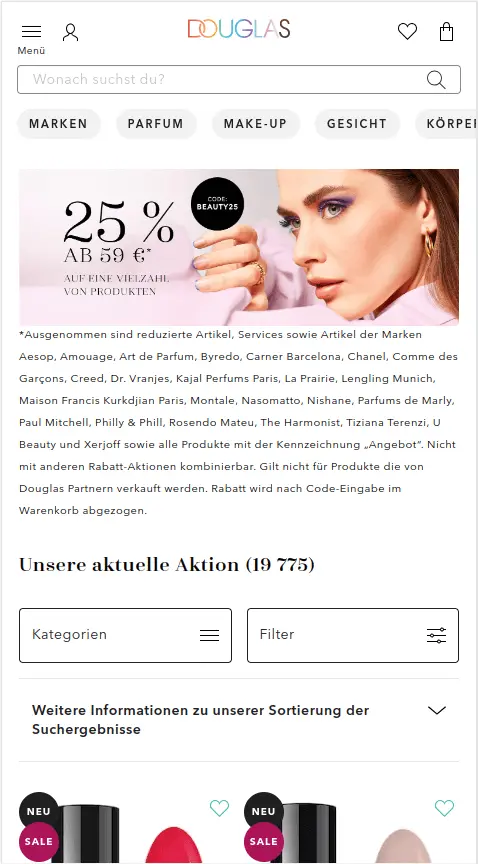 DOUGLAS
Menü
Wonach suchst du?
MARKEN PARFUM MAKE-UP GESICHT KÖRPER
25 %
AB 59 €*
AUF EINE VIELZAHL
VON PRODUKTEN
CODE:
BEAUTY25
*Ausgenommen sind reduzierte Artikel, Services sowie Artikel der Marken
Aesop, Amouage, Art de Parfum, Byredo, Carner Barcelona, Chanel, Comme des
Garçons, Creed, Dr. Vranjes, Kajal Perfums Paris, La Prairie, Lengling Munich,
Maison Francis Kurkdjian Paris, Montale, Nasomatto, Nishane, Parfums de Marly,
Paul Mitchell, Philly & Phill, Rosendo Mateu, The Harmonist, Tiziana Terenzi, U
Beauty und Xerjoff sowie alle Produkte mit der Kennzeichnung „Angebot“. Nicht
mit anderen Rabatt-Aktionen kombinierbar. Gilt nicht für Produkte die von
Douglas Partnern verkauft werden. Rabatt wird nach Code-Eingabe im
Warenkorb abgezogen.
Unsere aktuelle Aktion (19 775)
Kategorien
Filter
Weitere Informationen zu unserer Sortierung der
Suchergebnisse
NEU
SALE
NEU
SALE